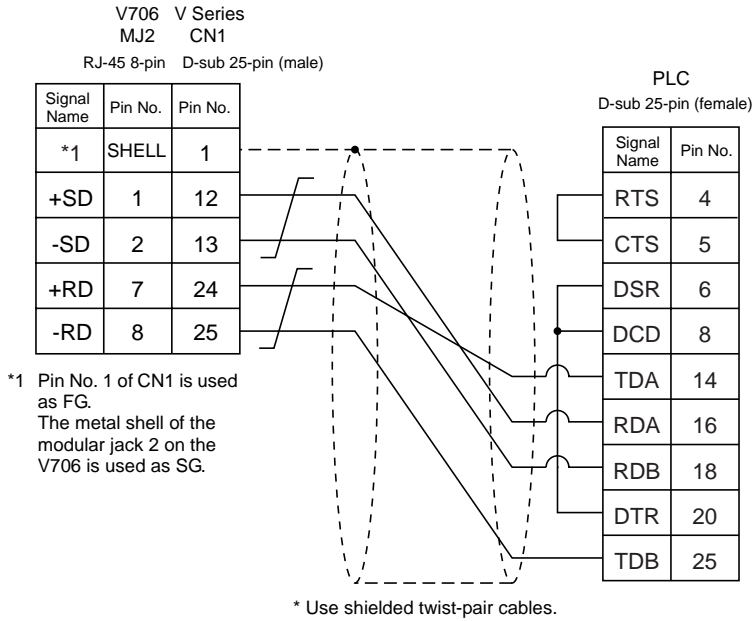 V706 V Series
MJ2 CN1
RJ-45 8-pin D-sub 25-pin (male)
Signal Name Pin No. Pin No.
*1 SHELL 1
+SD 1 12
-SD 2 13
+RD 7 24
-RD 8 25
*1 Pin No. 1 of CN1 is used
as FG.
The metal shell of the
modular jack 2 on the
V706 is used as SG.
PLC
D-sub 25-pin (female)
Signal Name Pin No.
RTS 4
CTS 5
DSR 6
DCD 8
TDA 14
RDA 16
RDB 18
DTR 20
TDB 25
* Use shielded twist-pair cables.